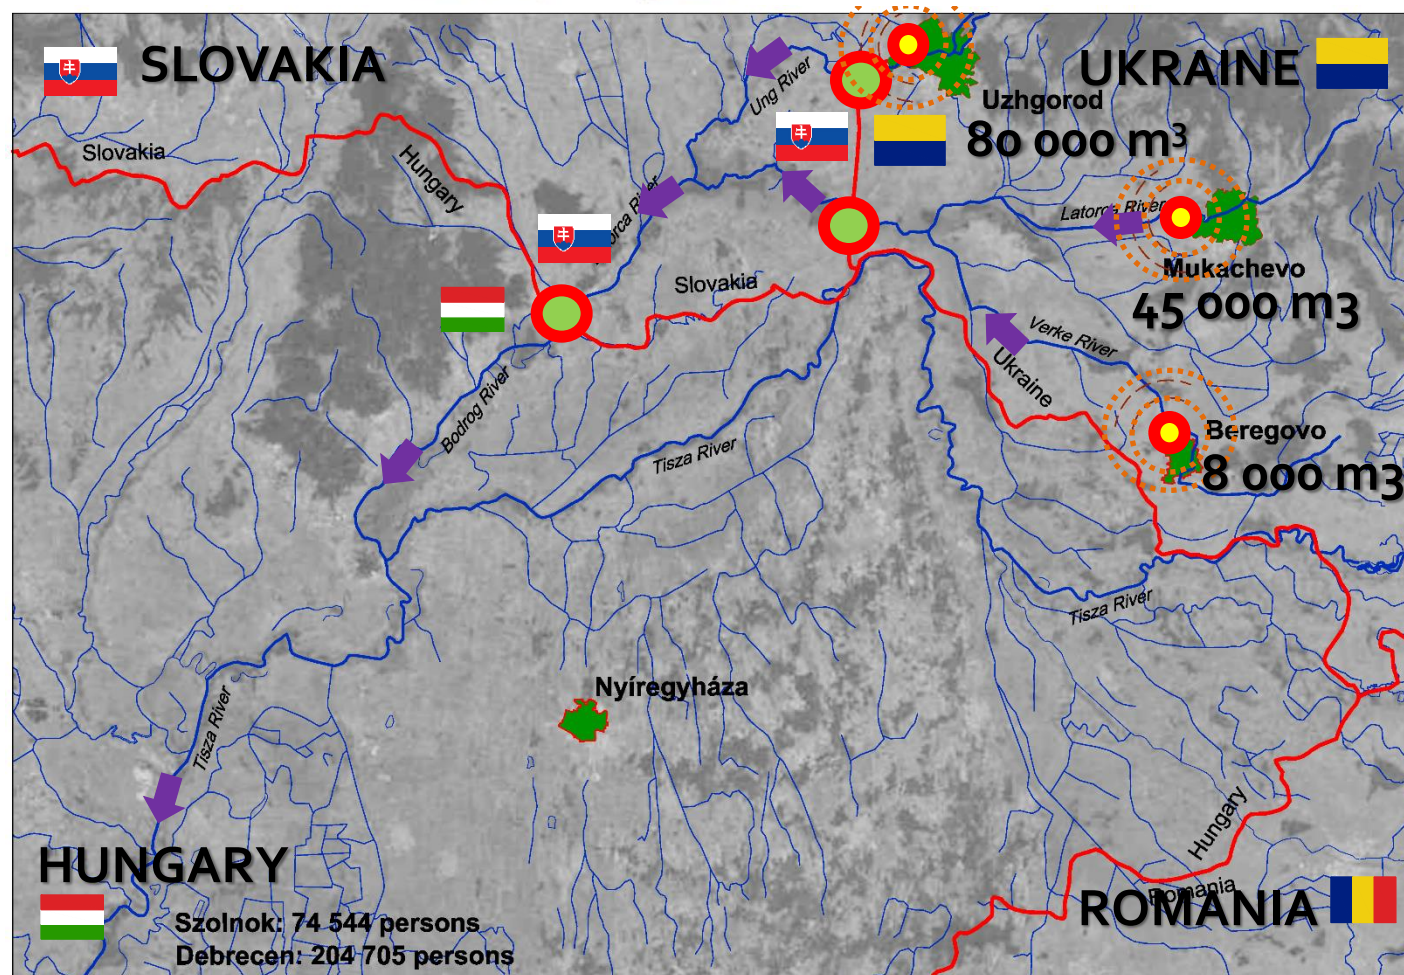 SLOVAKIA
UKRAINE
Ung River
Uzhgorod
80 000 m³
Slovakia
Hungary
Latorca River
orca River
Mukachevo
45 000 m3
Slovakia
Verke River
Ukraine
Bodrog River
Beregovo
Tisza River
8 000 m3
Tisza River
Nyíregyháza
Tisza River
Hungary
HUNGARY
Romania
ROMANIA
Szolnok: 74 544 persons
Debrecen: 204 705 persons